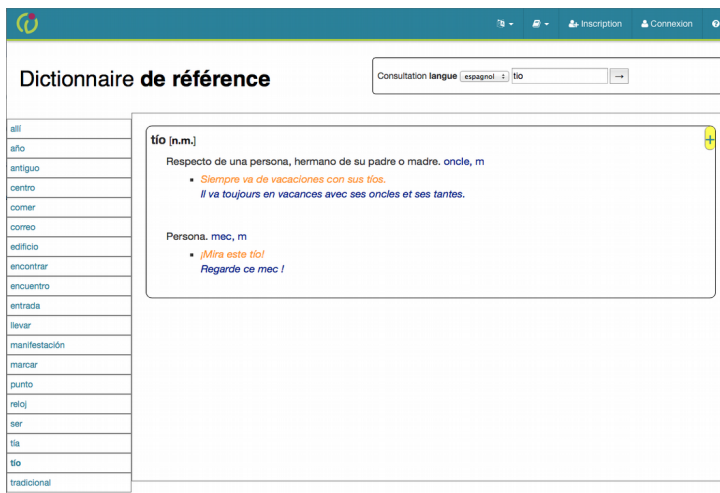 Inscription
Connexion
Dictionnaire de référence
Consultation langue espagnol tio →
allí
año
antiguo
centro
comer
correo
edificio
encontrar
encuentro
entrada
llevar
manifestación
marcar
punto
reloj
ser
tía
tío
tradicional
tío [n.m.]
+
Respecto de una persona, hermano de su padre o madre. oncle, m
Siempre va de vacaciones con sus tíos.
Il va toujours en vacances avec ses oncles et ses tantes.
Persona. mec, m
¡Mira este tío!
Regarde ce mec !